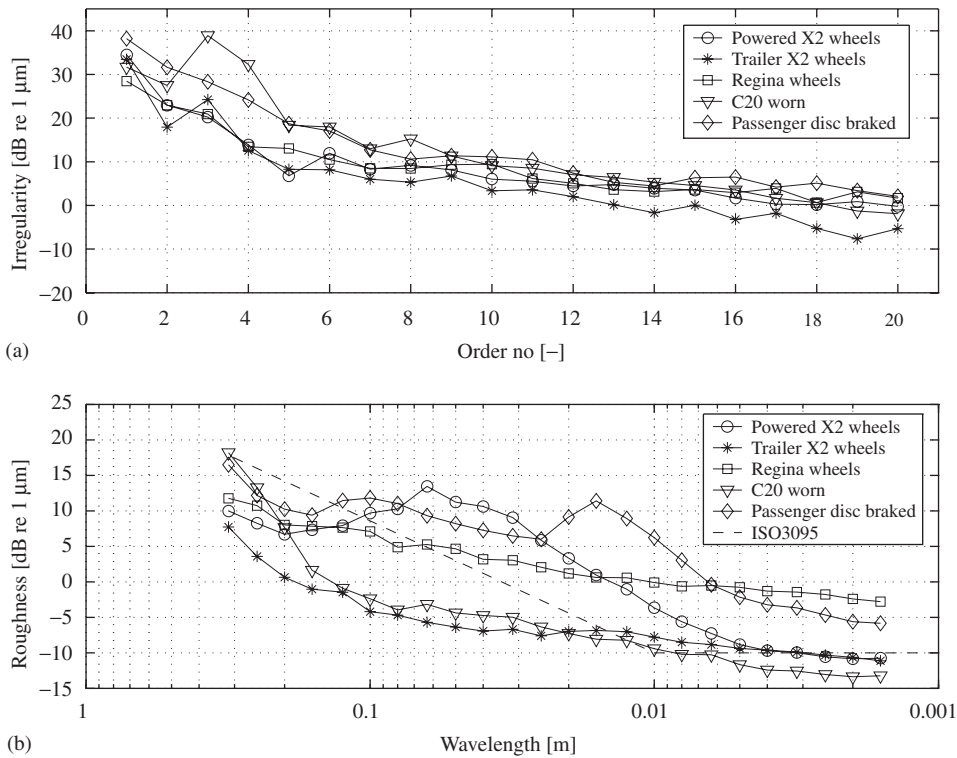 40
30
20
10
0
−10
−20
Irregularity [dB re 1 μm]
Powered X2 wheels
Trailer X2 wheels
Regina wheels
C20 worn
Passenger disc braked
0 2 4 6 8 10 12 14 16 18 20
(a)
Order no [−]
25
20
15
10
5
0
−5
−10
−15
Roughness [dB re 1 μm]
Powered X2 wheels
Trailer X2 wheels
Regina wheels
C20 worn
Passenger disc braked
ISO3095
1 0.1 0.01 0.001
(b)
Wavelength [m]